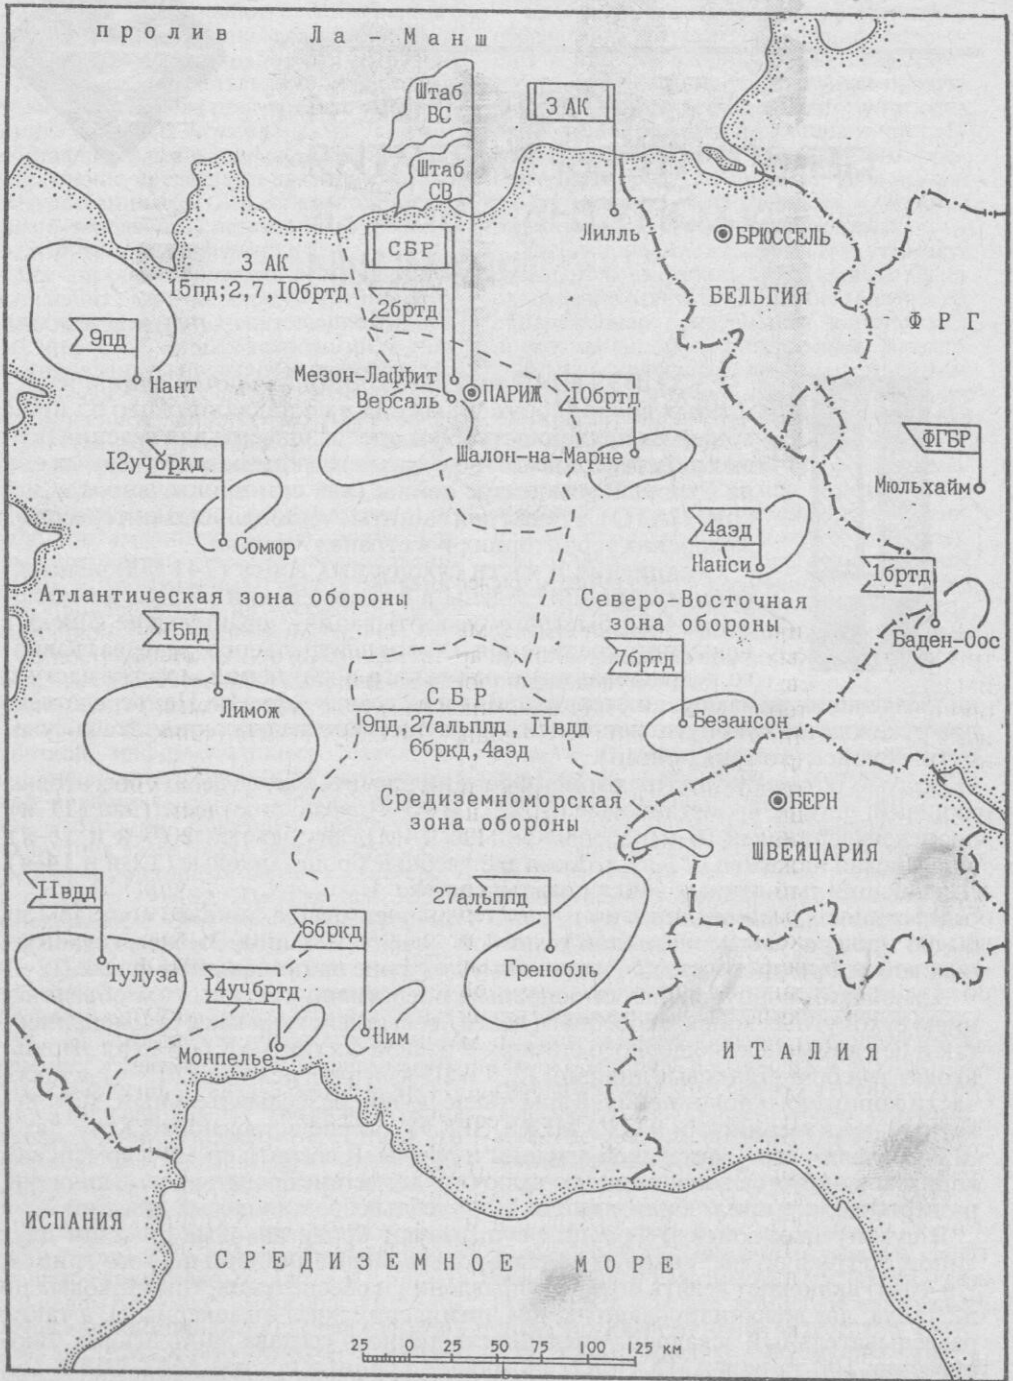 пролив Ла-Манш
Штаб
ВС
3 АК
Штаб
СВ
СБР
Лилль
БРЮССЕЛЬ
3 АК
15пд;2,7,10бртд
БЕЛЬГИЯ
2бртд
ФРГ
9пд
Нант
Мезон-Лаффит
Версаль
ПАРИЖ
10бртд
12учбркд
Шалон-на-Марне
ФГБР
Мюльхайм
Сомюр
4аэд
Нанси
1бртд
Атлантическая зона обороны
Северо-Восточная
зона обороны
Баден-Оос
15пд
7бртд
Лимож
СБР
9пд,27альппд,11вдд
6бркд,4аэд
Безансон
Средиземноморская
зона обороны
БЕРН
ШВЕЙЦАРИЯ
11вдд
27альппд
6бркд
Тулуза
Гренобль
14учбртд
Ним
Монпелье
ИТАЛИЯ
ИСПАНИЯ
СРЕДИЗЕМНОЕ МОРЕ
25 0 25 50 75 100 125 км